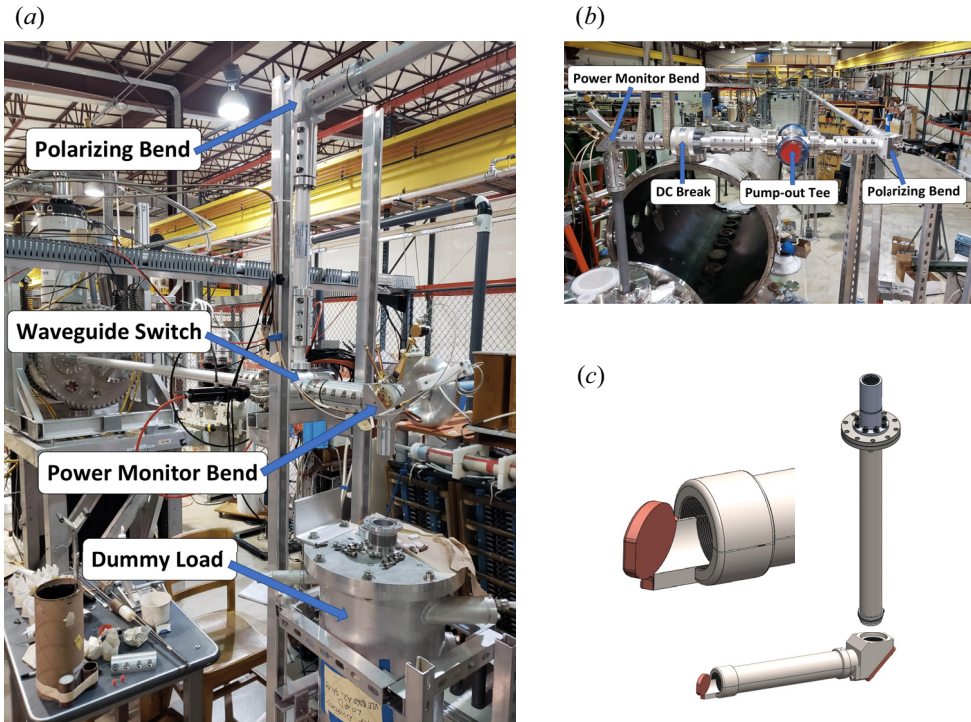 (a)
Polarizing Bend
Waveguide Switch
Power Monitor Bend
Dummy Load
(b)
Power Monitor Bend
DC Break
Pump-out Tee
Polarizing Bend
(c)